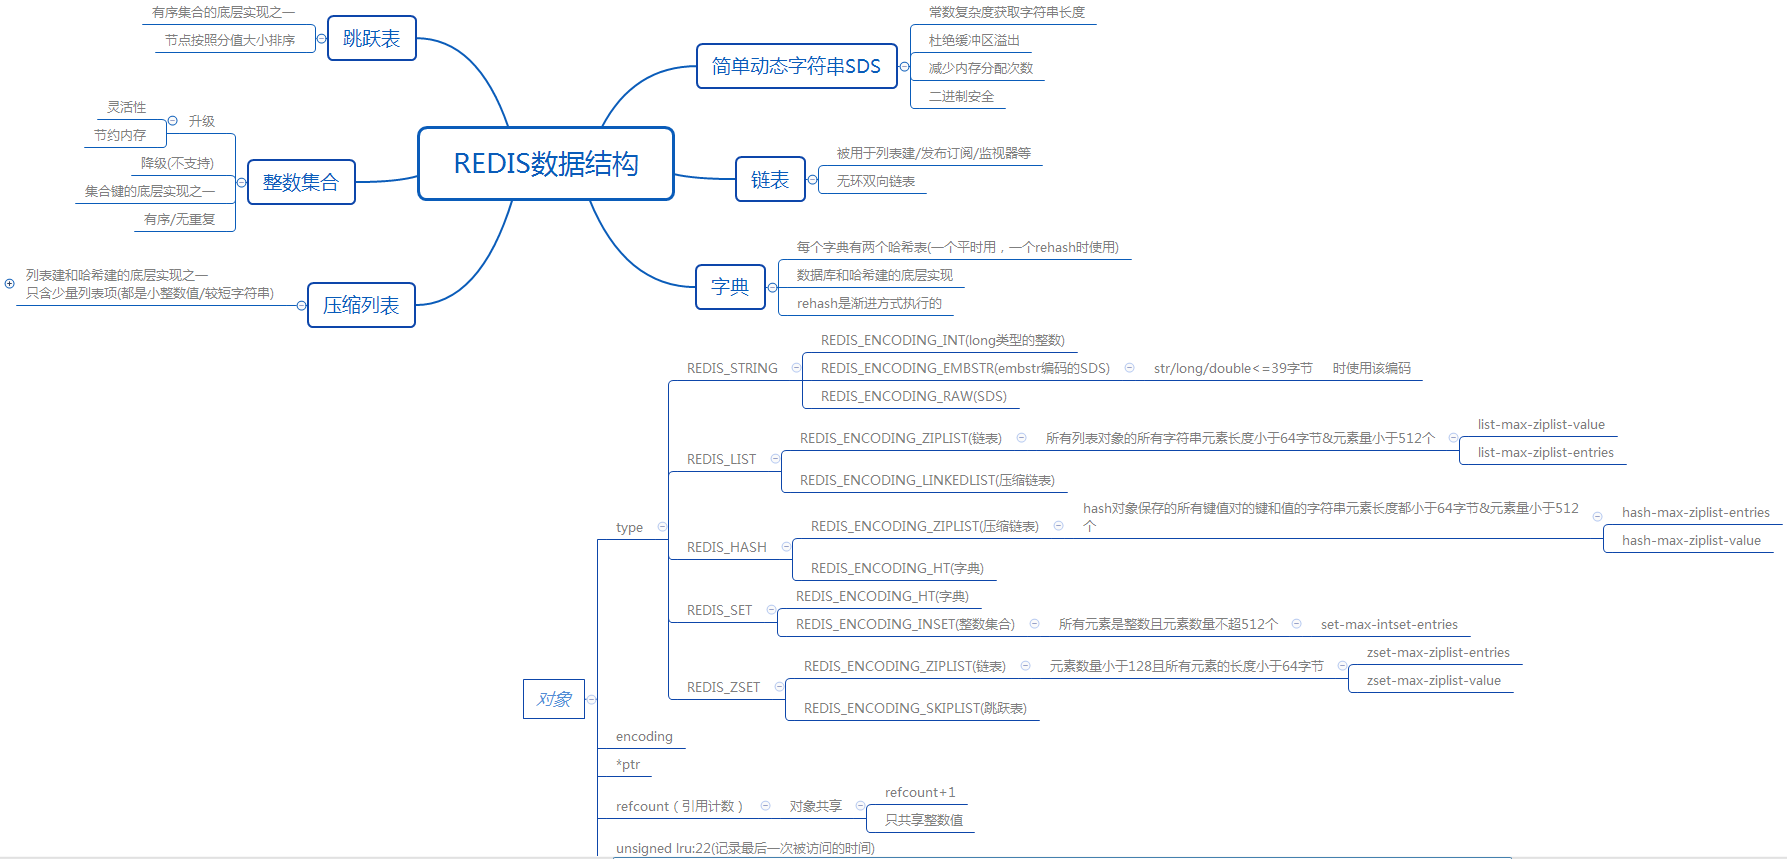 REDIS数据结构
跳跃表
有序集合的底层实现之一
节点按照分值大小排序
整数集合
升级
灵活性
节约内存
降级(不支持)
集合键的底层实现之一
有序/无重复
压缩列表
列表建和哈希建的底层实现之一
只含少量列表项(都是小整数值/较短字符串)
简单动态字符串SDS
常数复杂度获取字符串长度
杜绝缓冲区溢出
减少内存分配次数
二进制安全
链表
被用于列表建/发布订阅/监视器等
无环双向链表
字典
每个字典有两个哈希表(一个平时用，一个rehash时使用)
数据库和哈希建的底层实现
rehash是渐进方式执行的
对象
type
REDIS_STRING
REDIS_ENCODING_INT(long类型的整数)
REDIS_ENCODING_EMBSTR(embstr编码的SDS)
str/long/double<=39字节
时使用该编码
REDIS_ENCODING_RAW(SDS)
REDIS_LIST
REDIS_ENCODING_ZIPLIST(链表)
所有列表对象的所有字符串元素长度小于64字节&元素量小于512个
list-max-ziplist-value
list-max-ziplist-entries
REDIS_ENCODING_LINKEDLIST(压缩链表)
REDIS_HASH
REDIS_ENCODING_ZIPLIST(压缩链表)
hash对象保存的所有键值对的键和值的字符串元素长度都小于64字节&元素量小于512
个
hash-max-ziplist-entries
hash-max-ziplist-value
REDIS_ENCODING_HT(字典)
REDIS_SET
REDIS_ENCODING_HT(字典)
REDIS_ENCODING_INSET(整数集合)
所有元素是整数且元素数量不超512个
set-max-intset-entries
REDIS_ZSET
REDIS_ENCODING_ZIPLIST(链表)
元素数量小于128且所有元素的长度小于64字节
zset-max-ziplist-entries
zset-max-ziplist-value
REDIS_ENCODING_SKIPLIST(跳跃表)
encoding
*ptr
refcount（引用计数）
对象共享
refcount+1
只共享整数值
unsigned lru:22(记录最后一次被访问的时间)